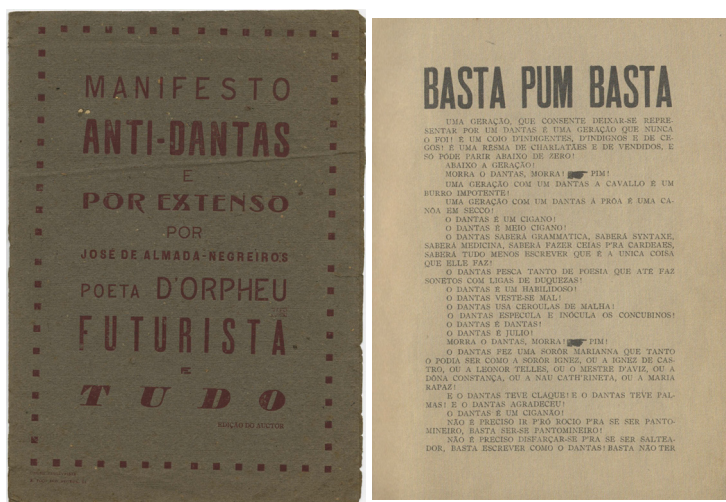 MANIFESTO
ANTI-DANTAS
E
POR EXTENSO
POR
JOSÉ DE ALMADA-NEGREIROS
POETA D'ORPHEU
FUTURISTA
E
TUDO
EDIÇÃO DO AUCTOR
BASTA PUM BASTA
UMA GERAÇÃO, QUE CONSENTE DEIXAR-SE REPRE-
SENTAR POR UM DANTAS É UMA GERAÇÃO QUE NUNCA
O FOI! É UM COIO D'INDIGENTES, D'INDIGNOS E DE CE-
GOS! É UMA RÊSMA DE CHARLATÃES E DE VENDIDOS, E
SÓ PODE PARIR ABAIXO DE ZERO!
ABAIXO A GERAÇÃO!
MORRA O DANTAS, MORRA! PIM!
UMA GERAÇÃO COM UM DANTAS A CAVALLO É UM
BURRO IMPOTENTE!
UMA GERAÇÃO COM UM DANTAS Á PRÔA É UMA CA-
NÔA EM SECCO!
O DANTAS É UM CIGANO!
O DANTAS É MEIO CIGANO!
O DANTAS SABERÁ GRAMMATICA, SABERÁ SYNTAXE,
SABERÁ MEDICINA, SABERÁ FAZER CEIAS P'RA CARDEAES,
SABERÁ TUDO MENOS ESCREVER QUE É A UNICA COISA
QUE ELLE FAZ!
O DANTAS PESCA TANTO DE POESIA QUE ATÉ FAZ
SONETOS COM LIGAS DE DUQUEZAS!
O DANTAS É UM HABILIDOSO!
O DANTAS VESTE-SE MAL!
O DANTAS USA CEROULAS DE MALHA!
O DANTAS ESPECULA E INÓCULA OS CONCUBINOS!
O DANTAS É DANTAS!
O DANTAS É JULIO!
MORRA O DANTAS, MORRA! PIM!
O DANTAS FEZ UMA SORÔR MARIANNA QUE TANTO
O PODIA SER COMO A SORÔR IGNEZ, OU A IGNEZ DE CAS-
TRO, OU A LEONOR TELLES, OU O MESTRE D'AVIZ, OU A
DÔNA CONSTANÇA, OU A NAU CATH'RINETA, OU A MARIA
RAPAZ!
E O DANTAS TEVE CLÁQUE! E O DANTAS TEVE PAL-
MAS! E O DANTAS AGRADECEU!
O DANTAS É UM CIGANÃO!
NÃO É PRECISO IR P'RÓ ROCIO P'RA SE SER PANTO-
MINEIRO, BASTA SER-SE PANTOMINEIRO!
NÃO É PRECISO DISFARÇAR-SE P'RA SE SER SALTEA-
DOR, BASTA ESCREVER COMO O DANTAS! BASTA NÃO TER